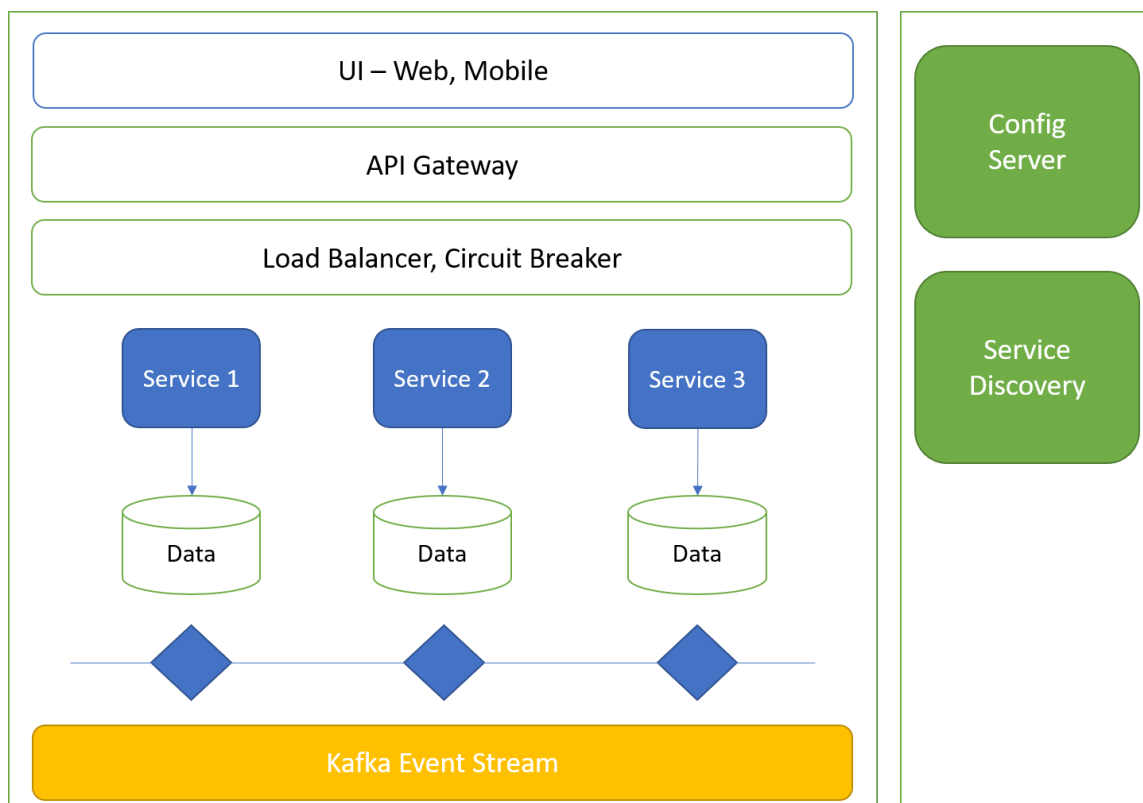 UI – Web, Mobile
API Gateway
Load Balancer, Circuit Breaker
Service 1
Service 2
Service 3
Data
Data
Data
Kafka Event Stream
Config
Server
Service
Discovery